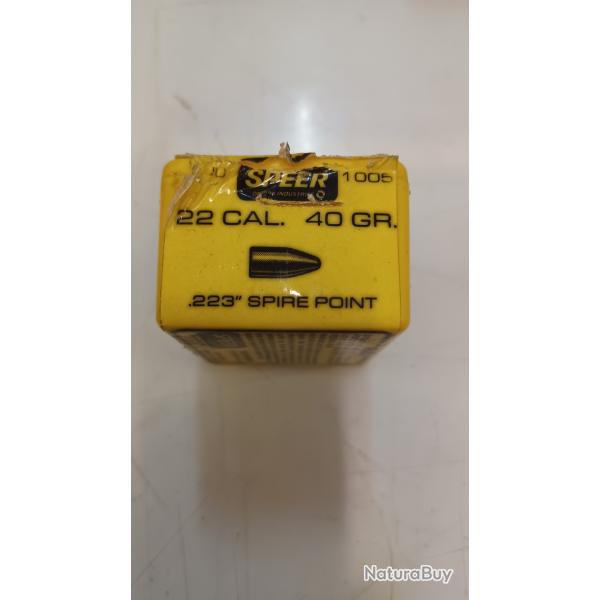 SPEER 1005
22 CAL. 40 GR.
.223" SPIRE POINT
NaturaBuy